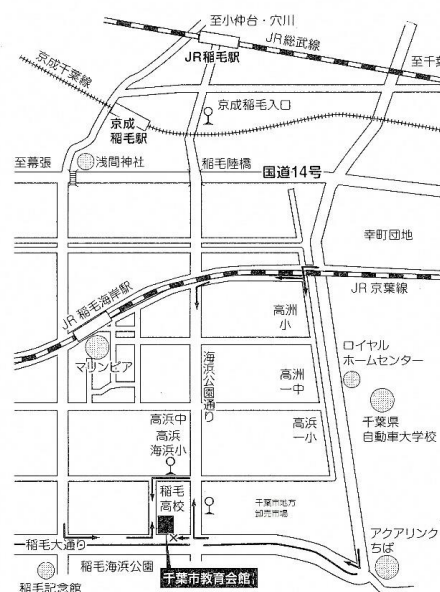 至小仲台・穴川
JR総武線
JR稲毛駅
至千葉
京成千葉線
京成稲毛入口
京成
稲毛駅
至幕張
浅間神社
稲毛陸橋
国道14号
幸町団地
JR稲毛海岸駅
JR京葉線
高洲
小
マリンピア
海浜公園通り
ロイヤル
ホームセンター
高洲
一中
高浜中
高浜
海浜小
高浜
一小
千葉県
自動車大学校
稲毛
高校
千葉市地方
卸売市場
稲毛大通り
稲毛海浜公園
アクアリンク
ちば
稲毛記念館
千葉市教育会館